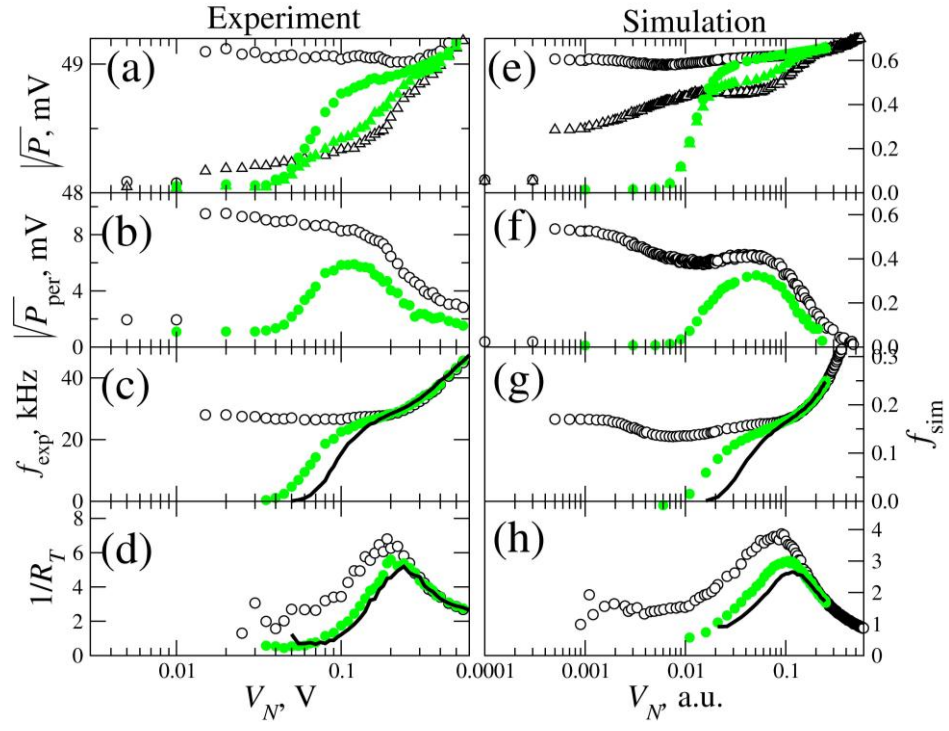 Experiment
Simulation
(a)
49
48
√P, mV
(e)
0.6
0.4
0.2
0.0
(b)
8
4
0
√P_per, mV
(f)
0.6
0.4
0.2
0.0
(c)
40
20
0
f_exp, kHz
(g)
0.3
0.2
0.1
0.0
f_sim
(d)
8
6
4
2
0
1/R_T
(h)
4
3
2
1
0
0.01
0.1
0.0001
0.001
0.01
0.1
V_N, V
V_N, a.u.